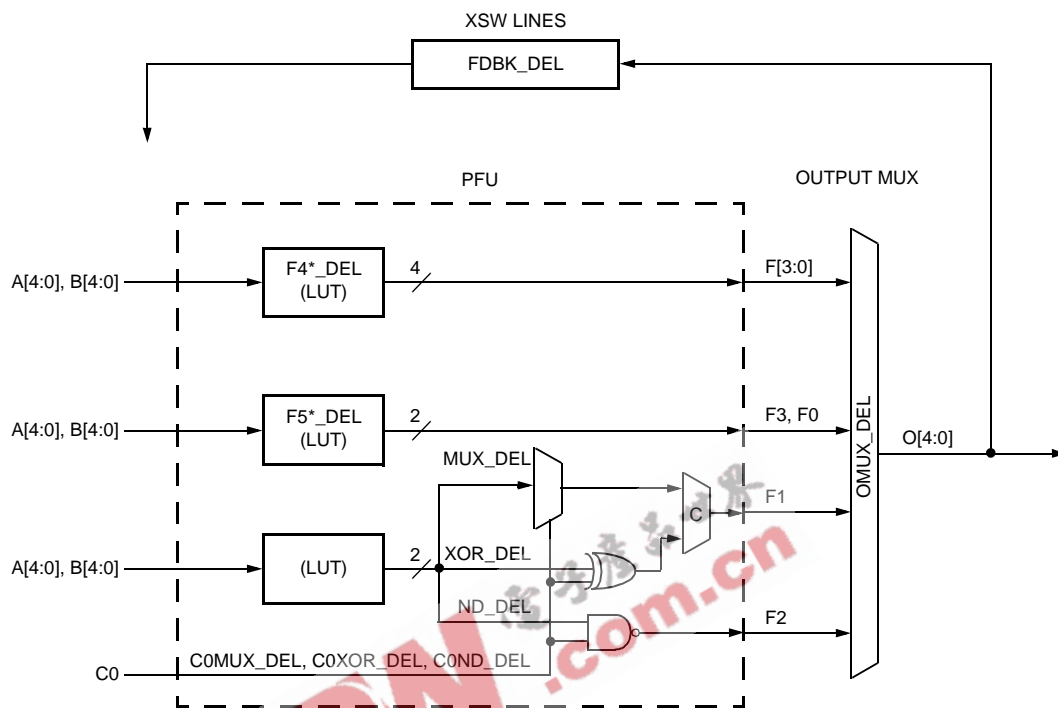 XSW LINES
FDBK_DEL
PFU
OUTPUT MUX
A[4:0], B[4:0]
F4*_DEL
(LUT)
4
F[3:0]
A[4:0], B[4:0]
F5*_DEL
(LUT)
2
F3, F0
OMUX_DEL
O[4:0]
MUX_DEL
C
F1
A[4:0], B[4:0]
(LUT)
2
XOR_DEL
ND_DEL
F2
C0
C0MUX_DEL, C0XOR_DEL, C0ND_DEL
.com.cn